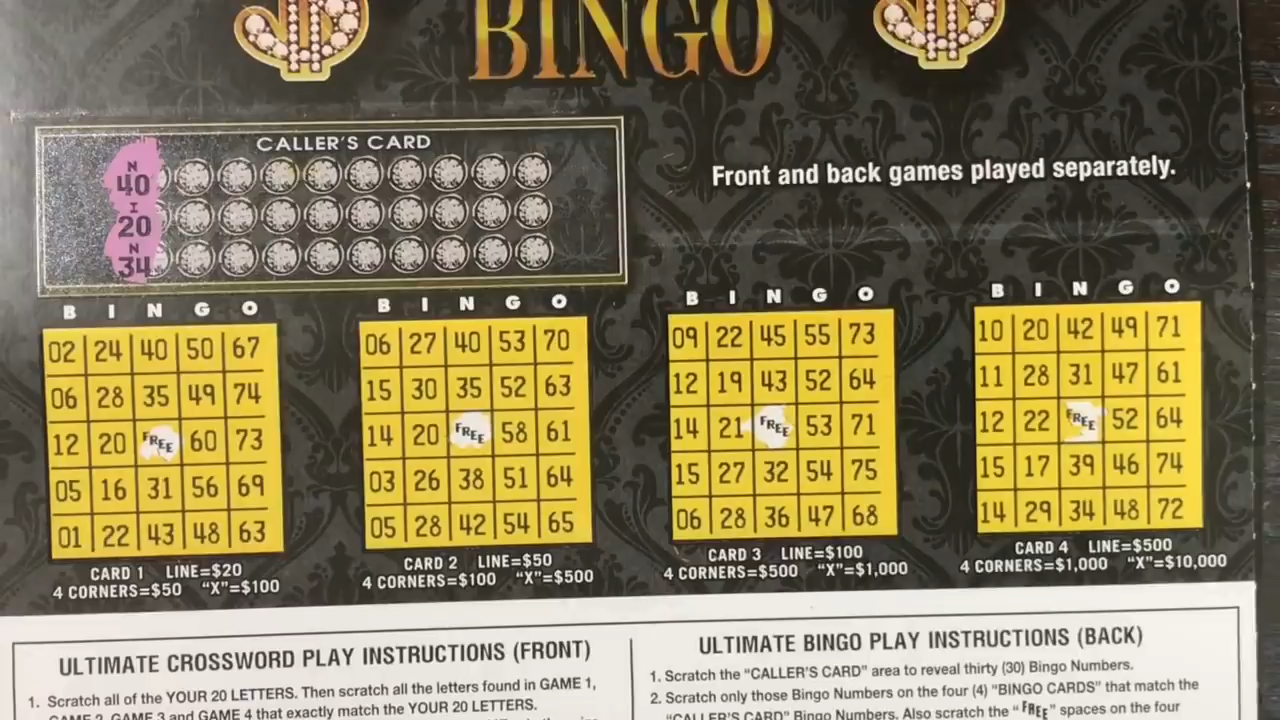 BINGO
CALLER'S CARD
N
40
I
20
N
34
Front and back games played separately.
B I N G O
02 24 40 50 67
06 28 35 49 74
12 20 FREE 60 73
05 16 31 56 69
01 22 43 48 63
CARD 1 LINE=$20
4 CORNERS=$50 "X"=$100
B I N G O
06 27 40 53 70
15 30 35 52 63
14 20 FREE 58 61
03 26 38 51 64
05 28 42 54 65
CARD 2 LINE=$50
4 CORNERS=$100 "X"=$500
B I N G O
09 22 45 55 73
12 19 43 52 64
14 21 FREE 53 71
15 27 32 54 75
06 28 36 47 68
CARD 3 LINE=$100
4 CORNERS=$500 "X"=$1,000
B I N G O
10 20 42 49 71
11 28 31 47 61
12 22 FREE 52 64
15 17 39 46 74
14 29 34 48 72
CARD 4 LINE=$500
4 CORNERS=$1,000 "X"=$10,000
ULTIMATE CROSSWORD PLAY INSTRUCTIONS (FRONT)
1. Scratch all of the YOUR 20 LETTERS. Then scratch all the letters found in GAME 1,
GAME 2, GAME 3 and GAME 4 that exactly match the YOUR 20 LETTERS.
ULTIMATE BINGO PLAY INSTRUCTIONS (BACK)
1. Scratch the "CALLER'S CARD" area to reveal thirty (30) Bingo Numbers.
2. Scratch only those Bingo Numbers on the four (4) "BINGO CARDS" that match the
"CALLER'S CARD" Bingo Numbers. Also scratch the "FREE" spaces on the four